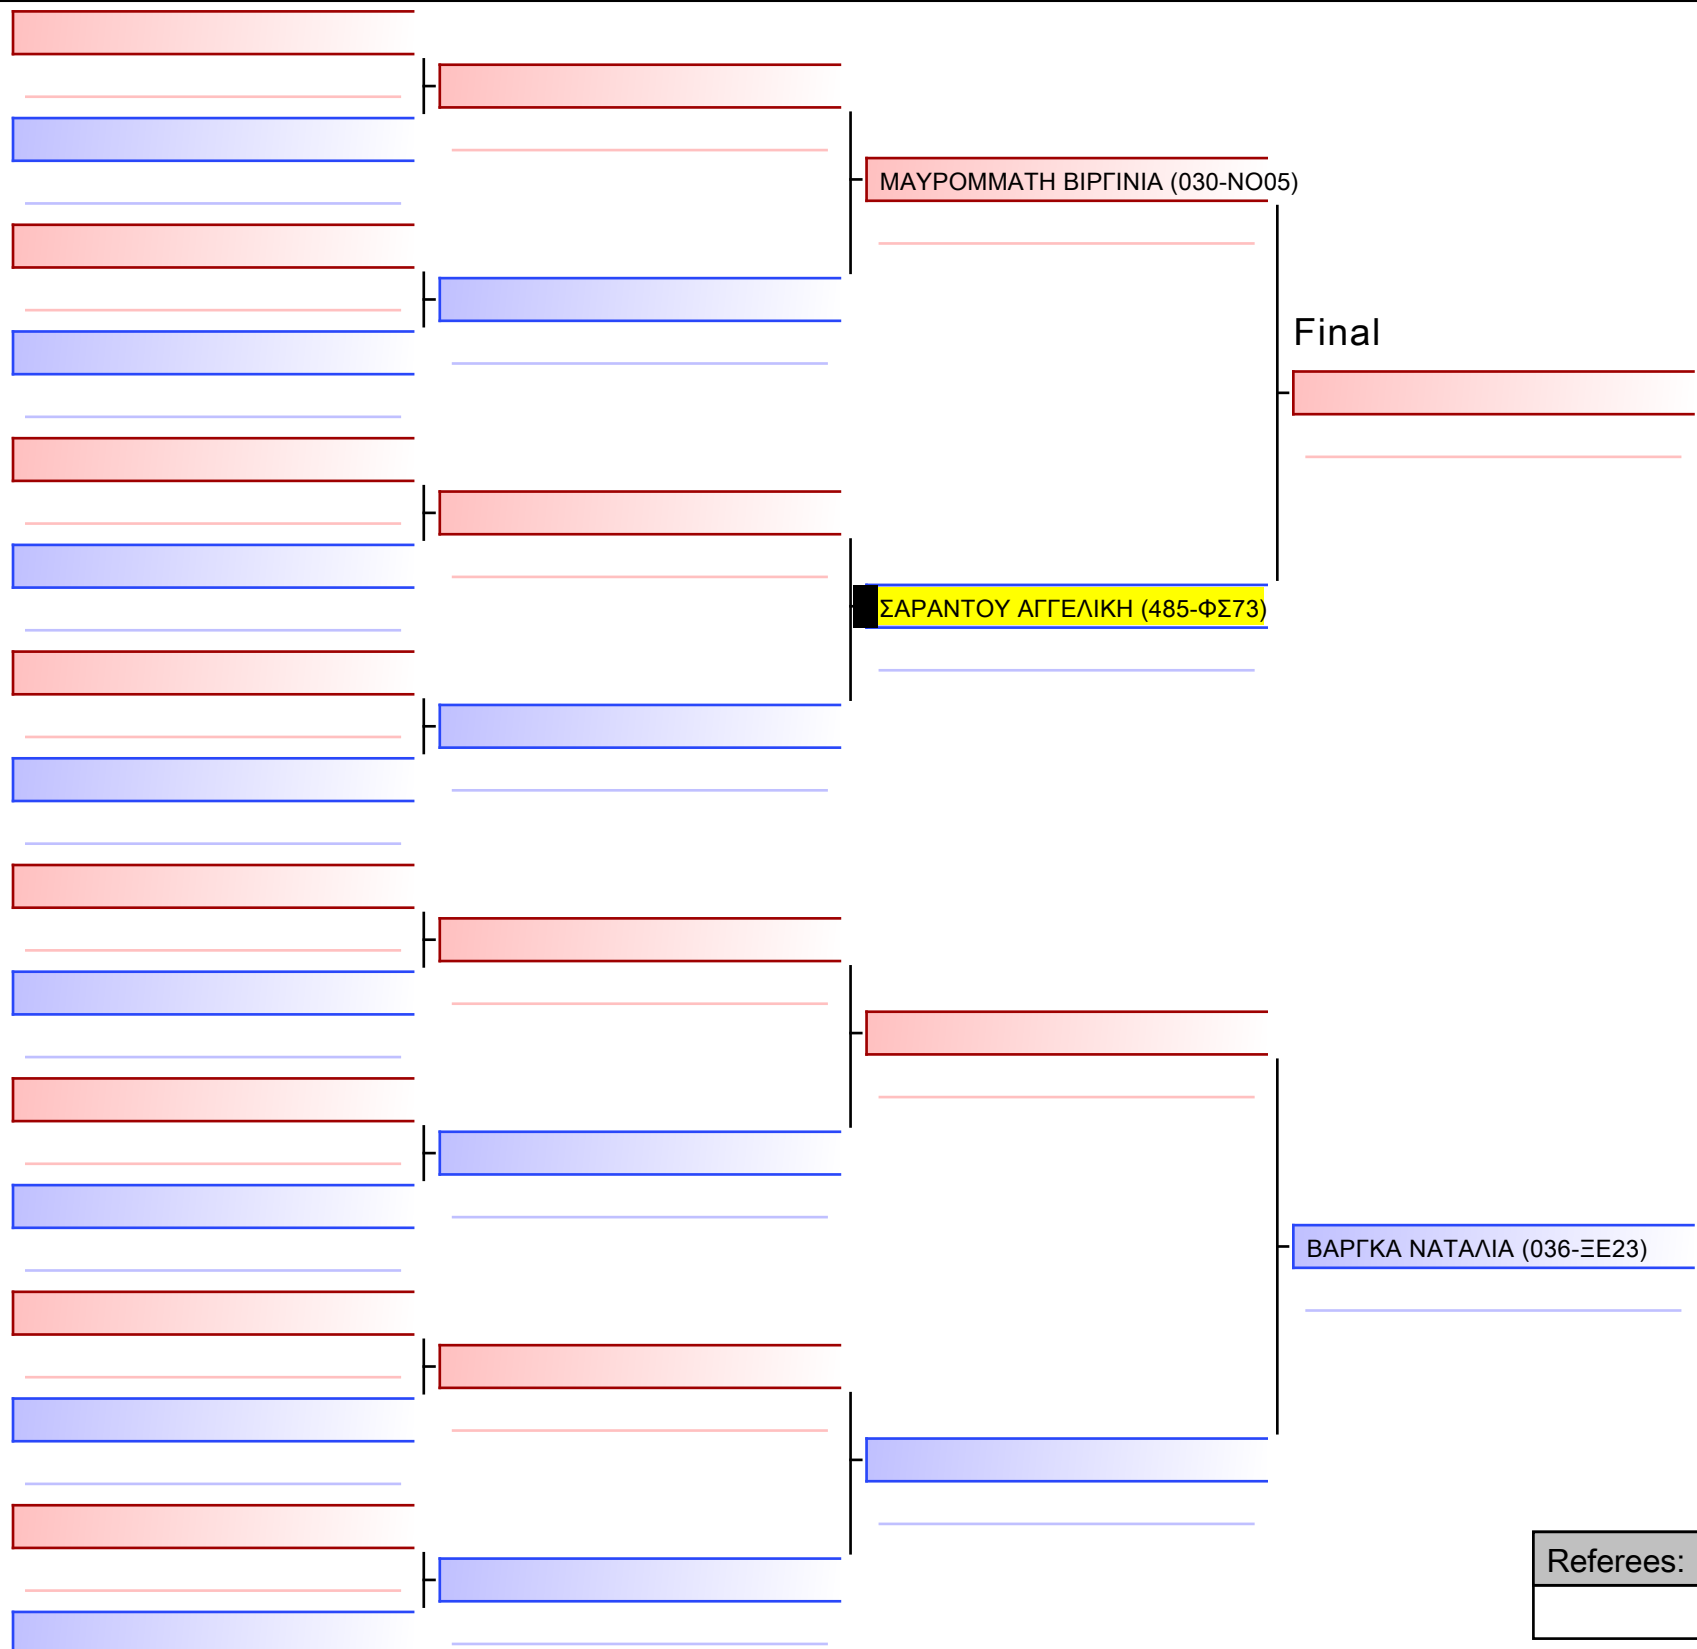 ΜΑΥΡΟΜΜΑΤΗ ΒΙΡΓΙΝΙΑ (030-ΝΟ05)
Final
ΣΑΡΑΝΤΟΥ ΑΓΓΕΛΙΚΗ (485-ΦΣ73)
ΒΑΡΓΚΑ ΝΑΤΑΛΙΑ (036-ΞΕ23)
Referees: